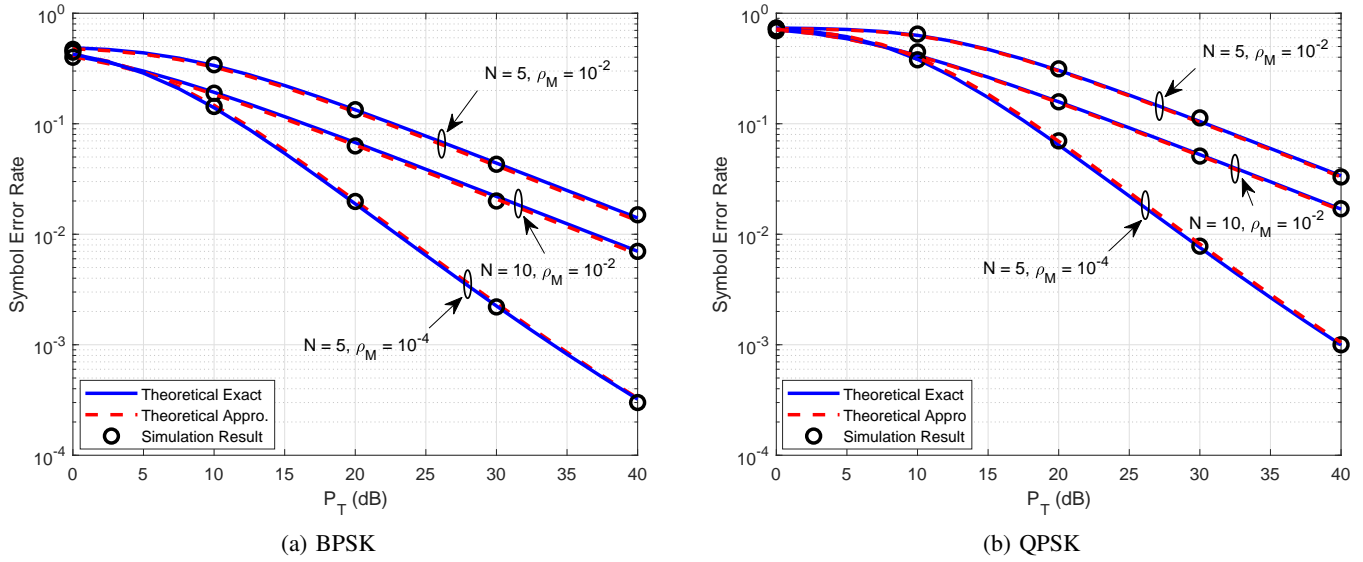 10^0
10^-1
10^-2
10^-3
10^-4
Symbol Error Rate
0 5 10 15 20 25 30 35 40
P_T (dB)
N = 5, ρ_M = 10^-2
N = 10, ρ_M = 10^-2
N = 5, ρ_M = 10^-4
Theoretical Exact
Theoretical Appro.
Simulation Result
(a) BPSK
10^0
10^-1
10^-2
10^-3
10^-4
Symbol Error Rate
0 5 10 15 20 25 30 35 40
P_T (dB)
N = 5, ρ_M = 10^-2
N = 10, ρ_M = 10^-2
N = 5, ρ_M = 10^-4
Theoretical Exact
Theoretical Appro
Simulation Result
(b) QPSK